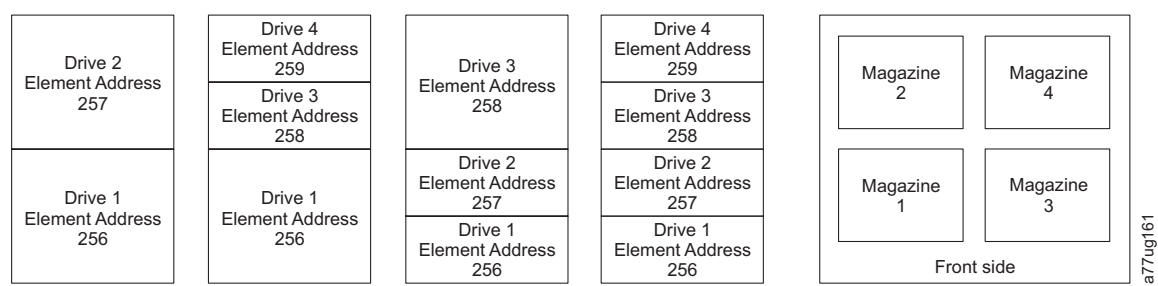 Drive 2
Element Address
257
Drive 1
Element Address
256
Drive 4
Element Address
259
Drive 3
Element Address
258
Drive 1
Element Address
256
Drive 3
Element Address
258
Drive 2
Element Address
257
Drive 1
Element Address
256
Drive 4
Element Address
259
Drive 3
Element Address
258
Drive 2
Element Address
257
Drive 1
Element Address
256
Magazine
2
Magazine
4
Magazine
1
Magazine
3
Front side
a77ug161